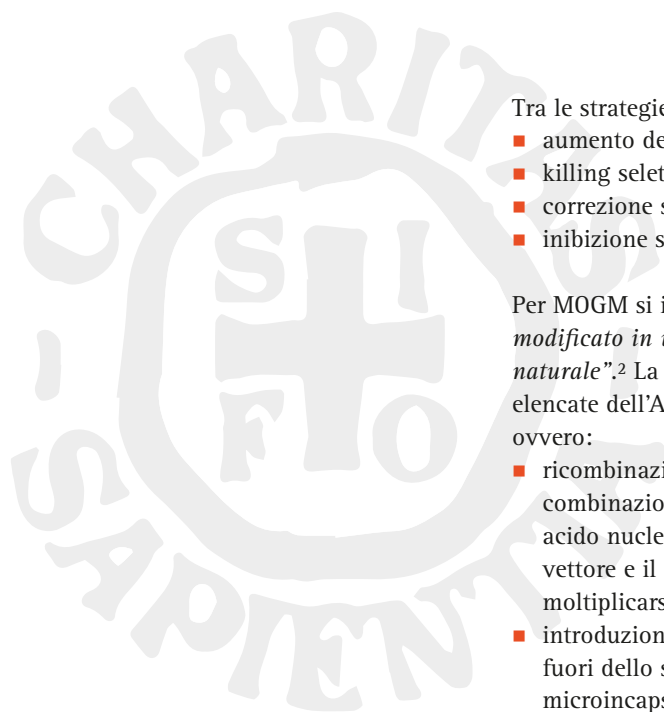 CHARITAS
SAPIENTIA
S I
F O
Tra le strategie
■ aumento de
■ killing selet
■ correzione s
■ inibizione s
Per MOGM si i
modificato in
naturale”.² La
elencate dell’A
ovvero:
■ ricombinazi
combinazio
acido nucle
vettore e il
moltiplicars
■ introduzion
fuori dello s
microincaps